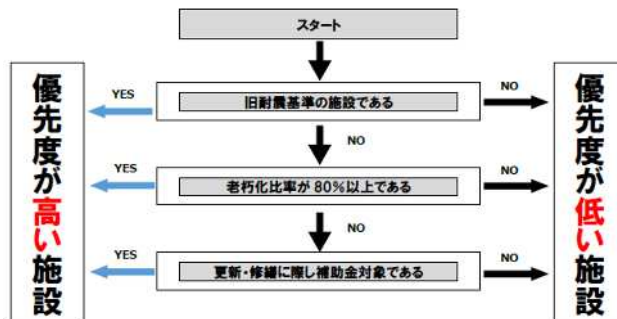 スタート
優先度が高い施設
YES
旧耐震基準の施設である
NO
優先度が低い施設
NO
YES
老朽化比率が80%以上である
NO
NO
YES
更新・修繕に際し補助金対象である
NO